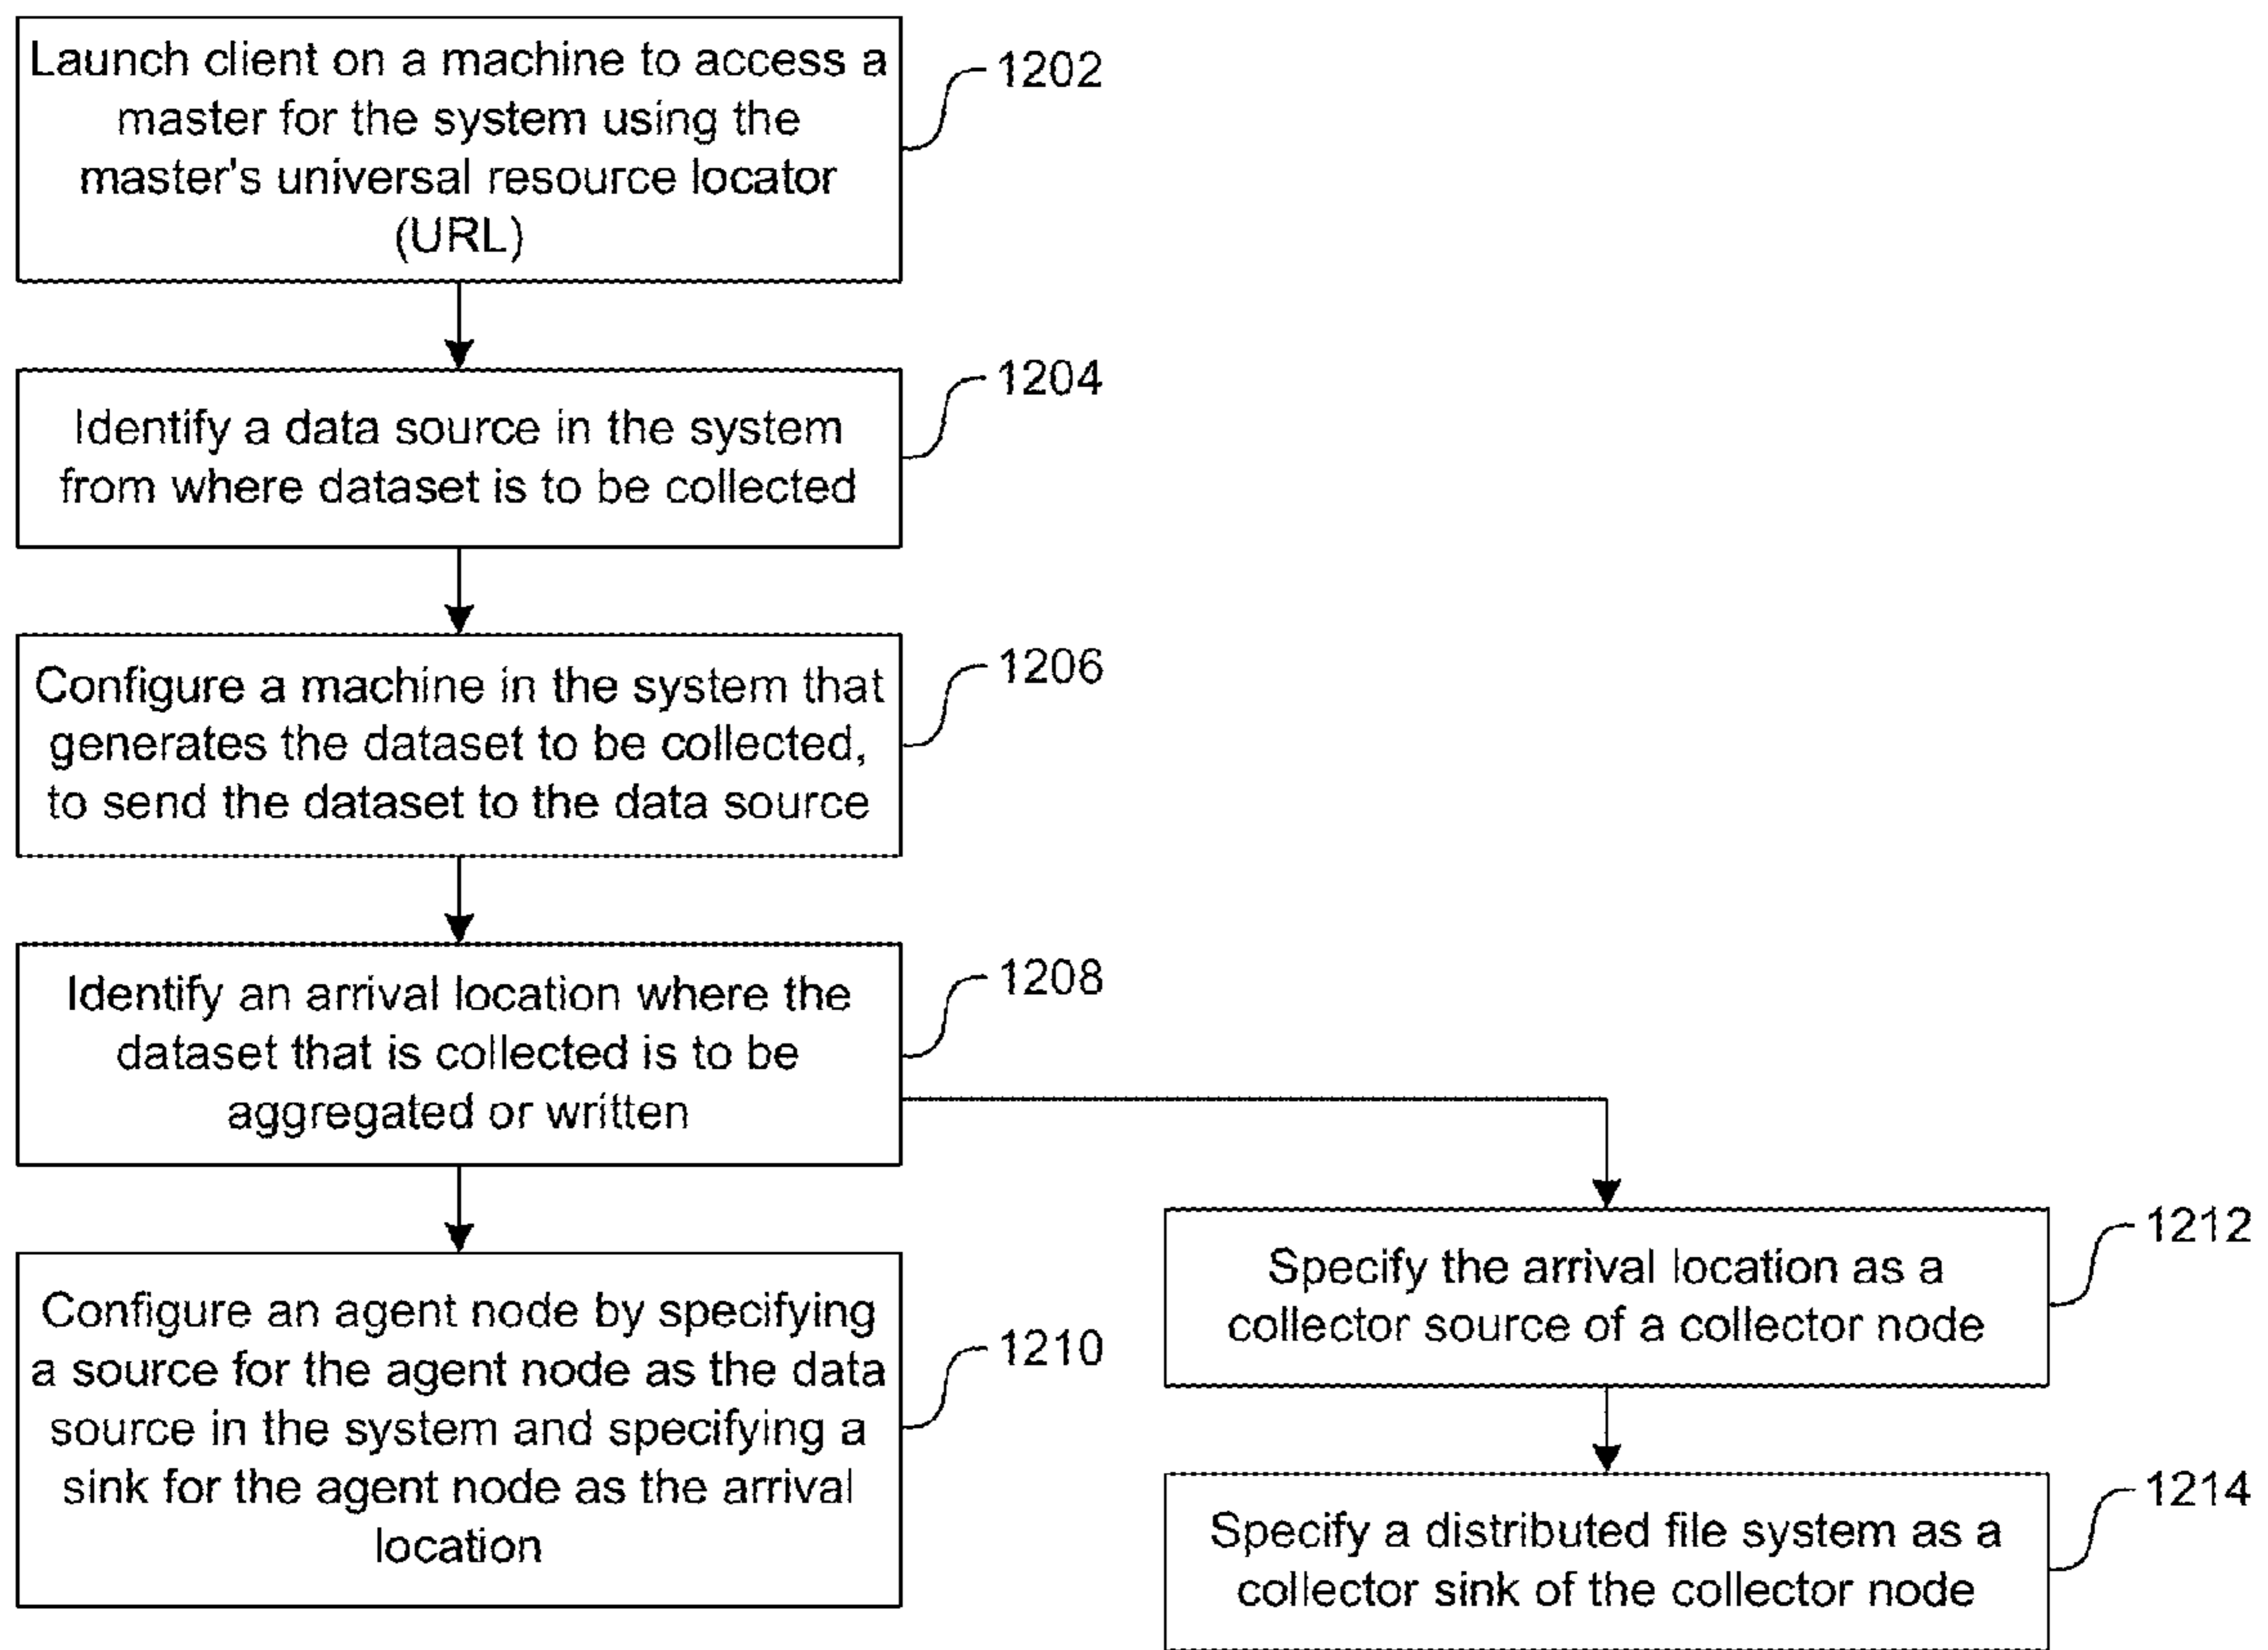 Launch client on a machine to access a
master for the system using the
master's universal resource locator
(URL)
1202
Identify a data source in the system
from where dataset is to be collected
1204
Configure a machine in the system that
generates the dataset to be collected,
to send the dataset to the data source
1206
Identify an arrival location where the
dataset that is collected is to be
aggregated or written
1208
Configure an agent node by specifying
a source for the agent node as the data
source in the system and specifying a
sink for the agent node as the arrival
location
1210
Specify the arrival location as a
collector source of a collector node
1212
Specify a distributed file system as a
collector sink of the collector node
1214